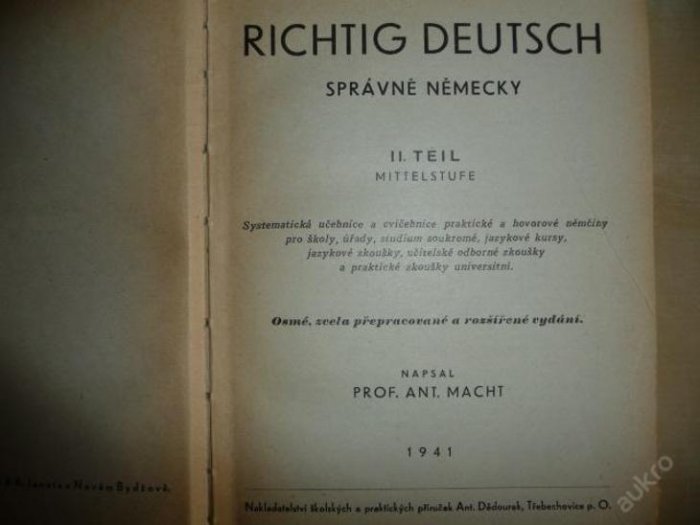 RICHTIG DEUTSCH
SPRÁVNĚ NĚMECKY
II. TEIL
MITTELSTUFE
Systematická učebnice a cvičebnice praktické a hovorové němčiny
pro školy, úřady, studium soukromé, jazykové kursy,
jazykové zkoušky, učitelské odborné zkoušky
a praktické zkoušky universitní.
Osmé, zcela přepracované a rozšířené vydání.
NAPSAL
PROF. ANT. MACHT
1941
v Novém Bydžově.
Nakladatelství školských a praktických příruček Ant. Dědourek, Třebechovice p. O.
aukro